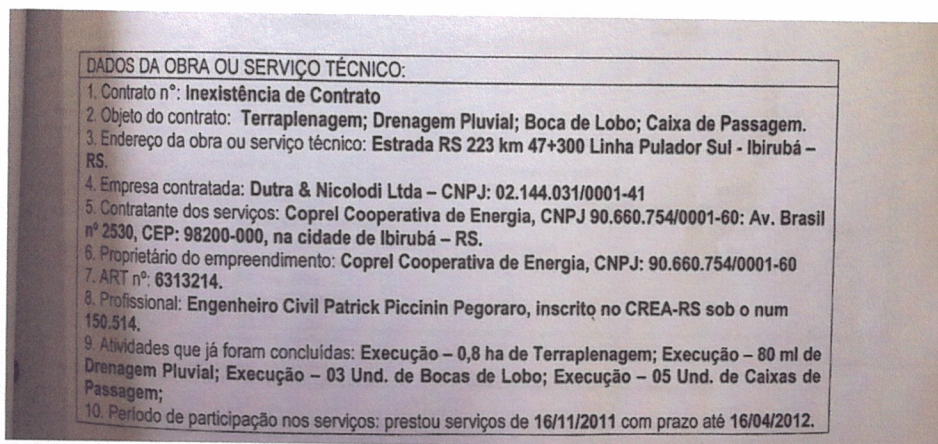 DADOS DA OBRA OU SERVIÇO TÉCNICO:
1. Contrato n°: Inexistência de Contrato
2. Objeto do contrato: Terraplenagem; Drenagem Pluvial; Boca de Lobo; Caixa de Passagem.
3. Endereço da obra ou serviço técnico: Estrada RS 223 km 47+300 Linha Pulador Sul - Ibirubá –
RS.
4. Empresa contratada: Dutra & Nicolodi Ltda – CNPJ: 02.144.031/0001-41
5. Contratante dos serviços: Coprel Cooperativa de Energia, CNPJ 90.660.754/0001-60: Av. Brasil
nº 2530, CEP: 98200-000, na cidade de Ibirubá – RS.
6. Proprietário do empreendimento: Coprel Cooperativa de Energia, CNPJ: 90.660.754/0001-60
7. ART nº: 6313214.
8. Profissional: Engenheiro Civil Patrick Piccinin Pegoraro, inscrito no CREA-RS sob o num
150.514.
9. Atividades que já foram concluídas: Execução – 0,8 ha de Terraplenagem; Execução – 80 ml de
Drenagem Pluvial; Execução – 03 Und. de Bocas de Lobo; Execução – 05 Und. de Caixas de
Passagem;
10. Período de participação nos serviços: prestou serviços de 16/11/2011 com prazo até 16/04/2012.